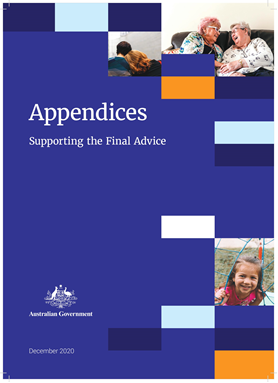 Appendices
Supporting the Final Advice
Australian Government
December 2020